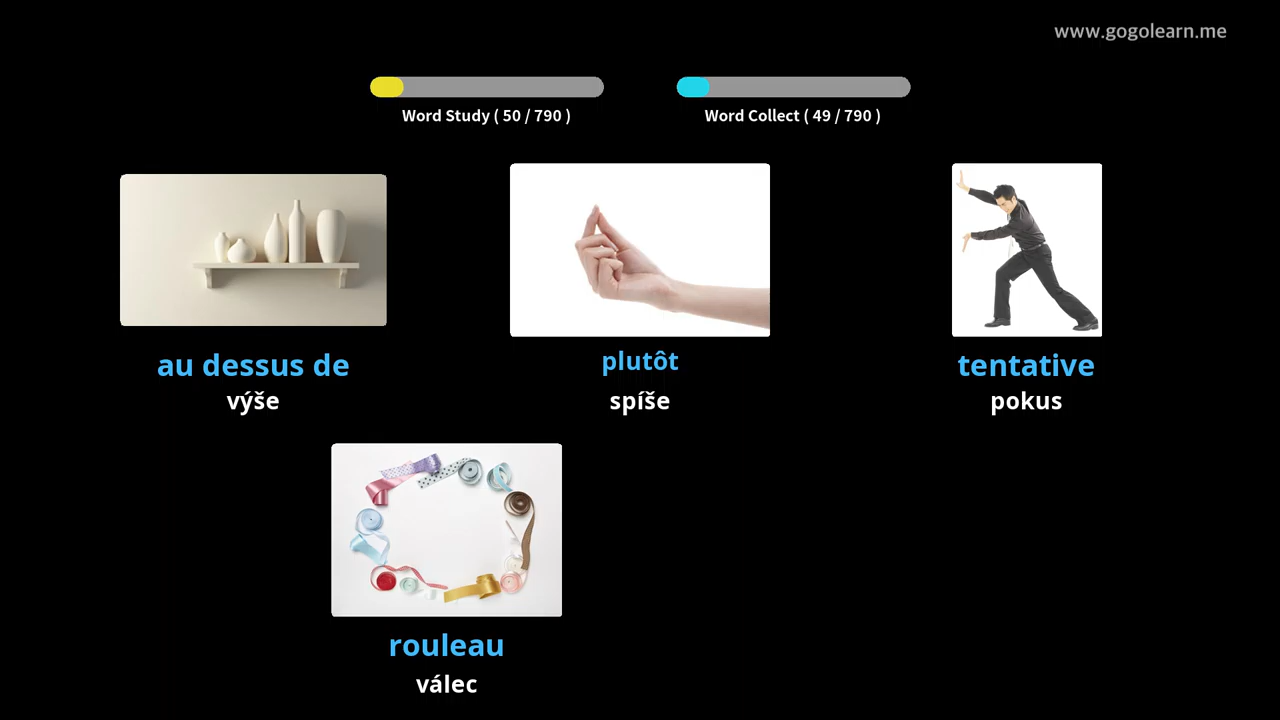 www.gogolearn.me
Word Study ( 50 / 790 )
Word Collect ( 49 / 790 )
au dessus de
výše
plutôt
spíše
tentative
pokus
rouleau
válec